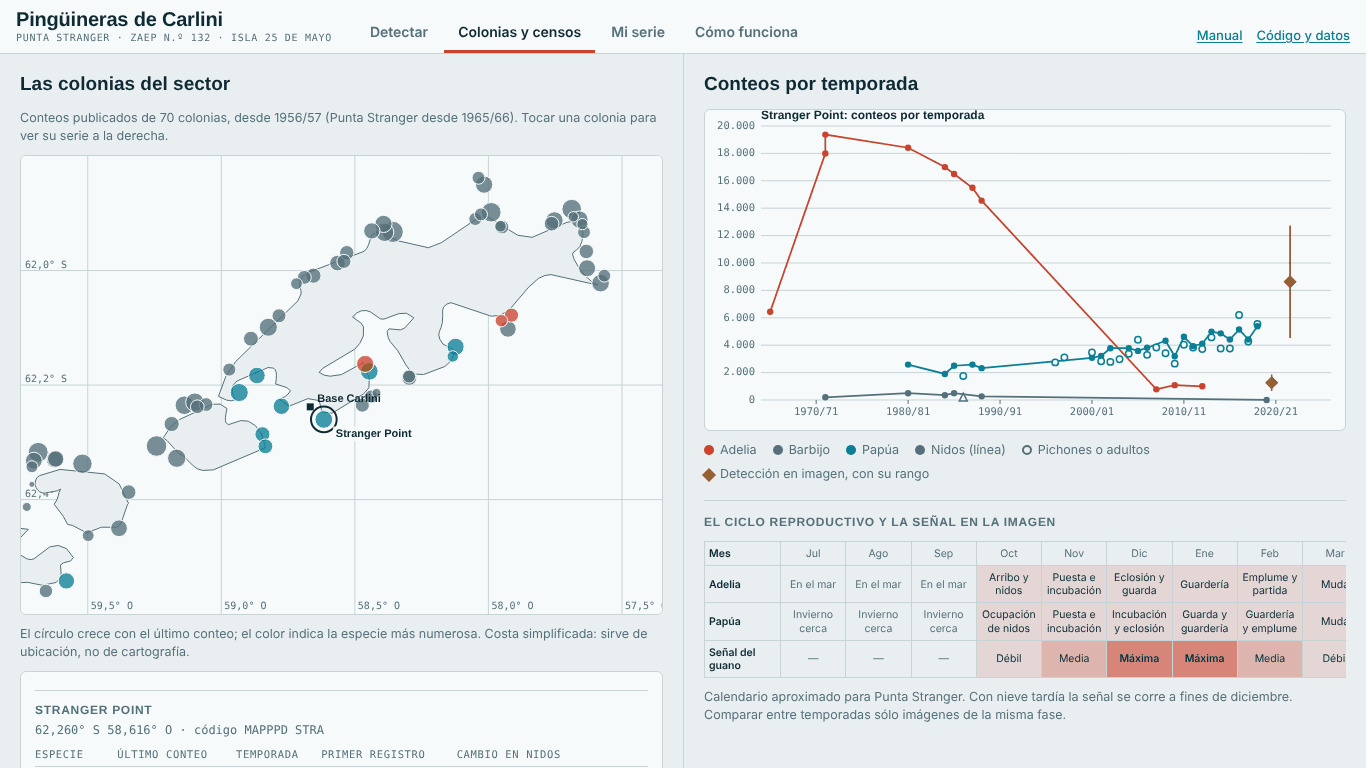 Pingüineras de Carlini
PUNTA STRANGER · ZAEP N.º 132 · ISLA 25 DE MAYO
Detectar
Colonias y censos
Mi serie
Cómo funciona
Manual
Código y datos
Las colonias del sector
Conteos publicados de 70 colonias, desde 1956/57 (Punta Stranger desde 1965/66). Tocar una colonia para
ver su serie a la derecha.
62,0° S
62,2° S
Base Carlini
Stranger Point
59,5° O
59,0° O
58,5° O
58,0° O
57,5°
El círculo crece con el último conteo; el color indica la especie más numerosa. Costa simplificada: sirve de
ubicación, no de cartografía.
STRANGER POINT
62,260° S 58,616° O · código MAPPPD STRA
ESPECIE ÚLTIMO CONTEO TEMPORADA PRIMER REGISTRO CAMBIO EN NIDOS
Conteos por temporada
Stranger Point: conteos por temporada
20.000
18.000
16.000
14.000
12.000
10.000
8.000
6.000
4.000
2.000
0
1970/71 1980/81 1990/91 2000/01 2010/11 2020/21
Adelia Barbijo Papúa Nidos (línea) Pichones o adultos
Detección en imagen, con su rango
EL CICLO REPRODUCTIVO Y LA SEÑAL EN LA IMAGEN
Mes Jul Ago Sep Oct Nov Dic Ene Feb Mar
Adelia En el mar En el mar En el mar Arribo y nidos Puesta e incubación Eclosión y guarda Guardería Emplume y partida Muda
Papúa Invierno cerca Invierno cerca Invierno cerca Ocupación de nidos Puesta e incubación Incubación y eclosión Guarda y guardería Guardería y emplume Muda
Señal del guano — — — Débil Media Máxima Máxima Media Débil
Calendario aproximado para Punta Stranger. Con nieve tardía la señal se corre a fines de diciembre.
Comparar entre temporadas sólo imágenes de la misma fase.